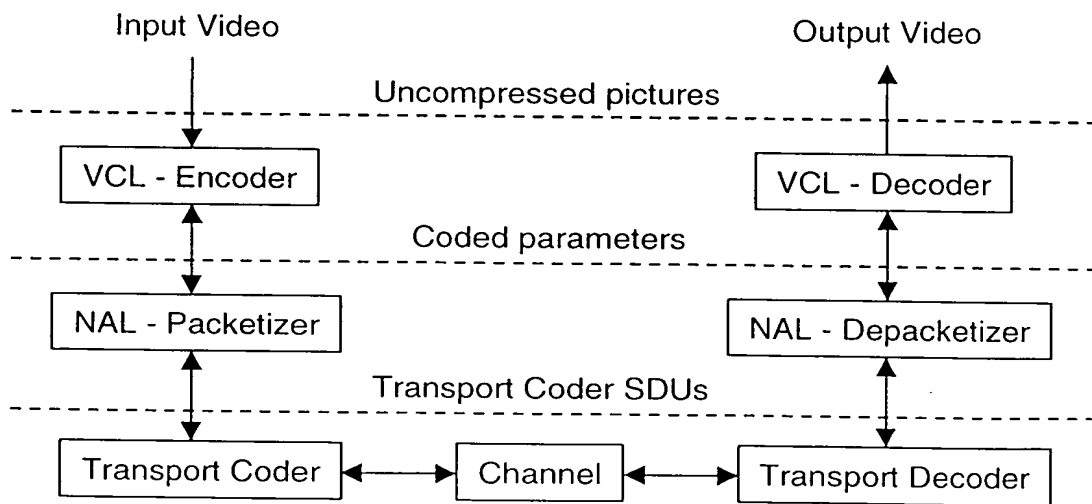 Input Video
Output Video
Uncompressed pictures
VCL - Encoder
VCL - Decoder
Coded parameters
NAL - Packetizer
NAL - Depacketizer
Transport Coder SDUs
Transport Coder
Channel
Transport Decoder